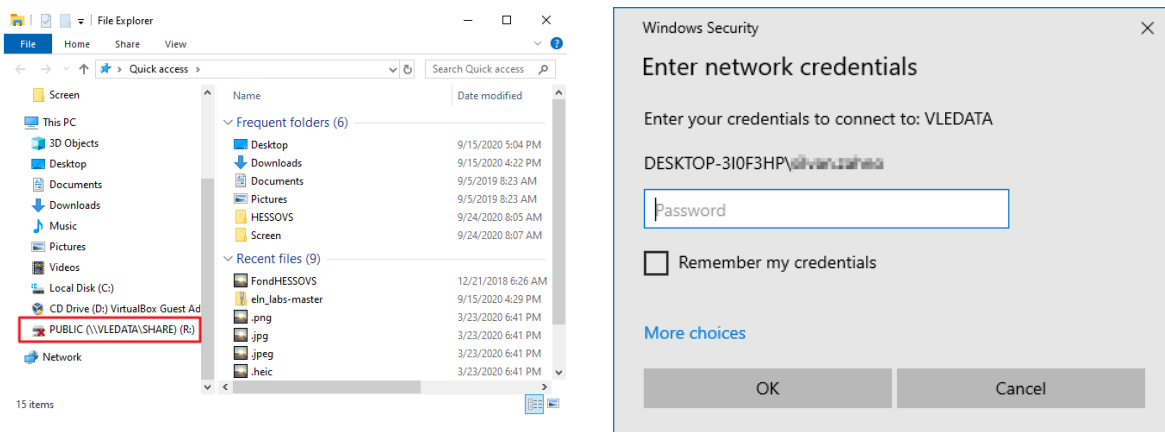 File Explorer
File Home Share View
Quick access
Search Quick access
Screen
This PC
3D Objects
Desktop
Documents
Downloads
Music
Pictures
Videos
Local Disk (C:)
CD Drive (D:) VirtualBox Guest Ad
PUBLIC (\\VLEDATA\SHARE) (R:)
Network
Name Date modified
Frequent folders (6)
Desktop 9/15/2020 5:04 PM
Downloads 9/15/2020 4:22 PM
Documents 9/5/2019 8:23 AM
Pictures 9/5/2019 8:23 AM
HESSOVS 9/24/2020 8:05 AM
Screen 9/24/2020 8:07 AM
Recent files (9)
FondHESSOVS 12/21/2018 6:26 AM
eln_labs-master 9/15/2020 4:29 PM
.png 3/23/2020 6:41 PM
.jpg 3/23/2020 6:41 PM
.jpeg 3/23/2020 6:41 PM
.heic 3/23/2020 6:41 PM
15 items
Windows Security
Enter network credentials
Enter your credentials to connect to: VLEDATA
DESKTOP-3I0F3HP\
Password
Remember my credentials
More choices
OK Cancel